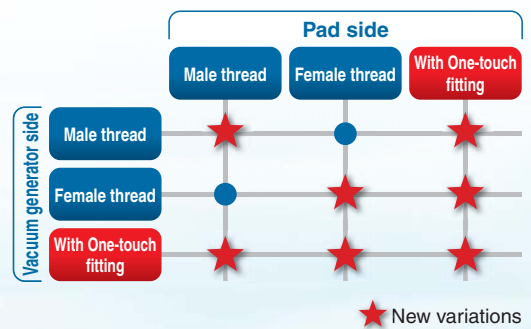 Pad side
Male thread
Female thread
With One-touch
fitting
Vacuum generator side
Male thread
Female thread
With One-touch
fitting
New variations